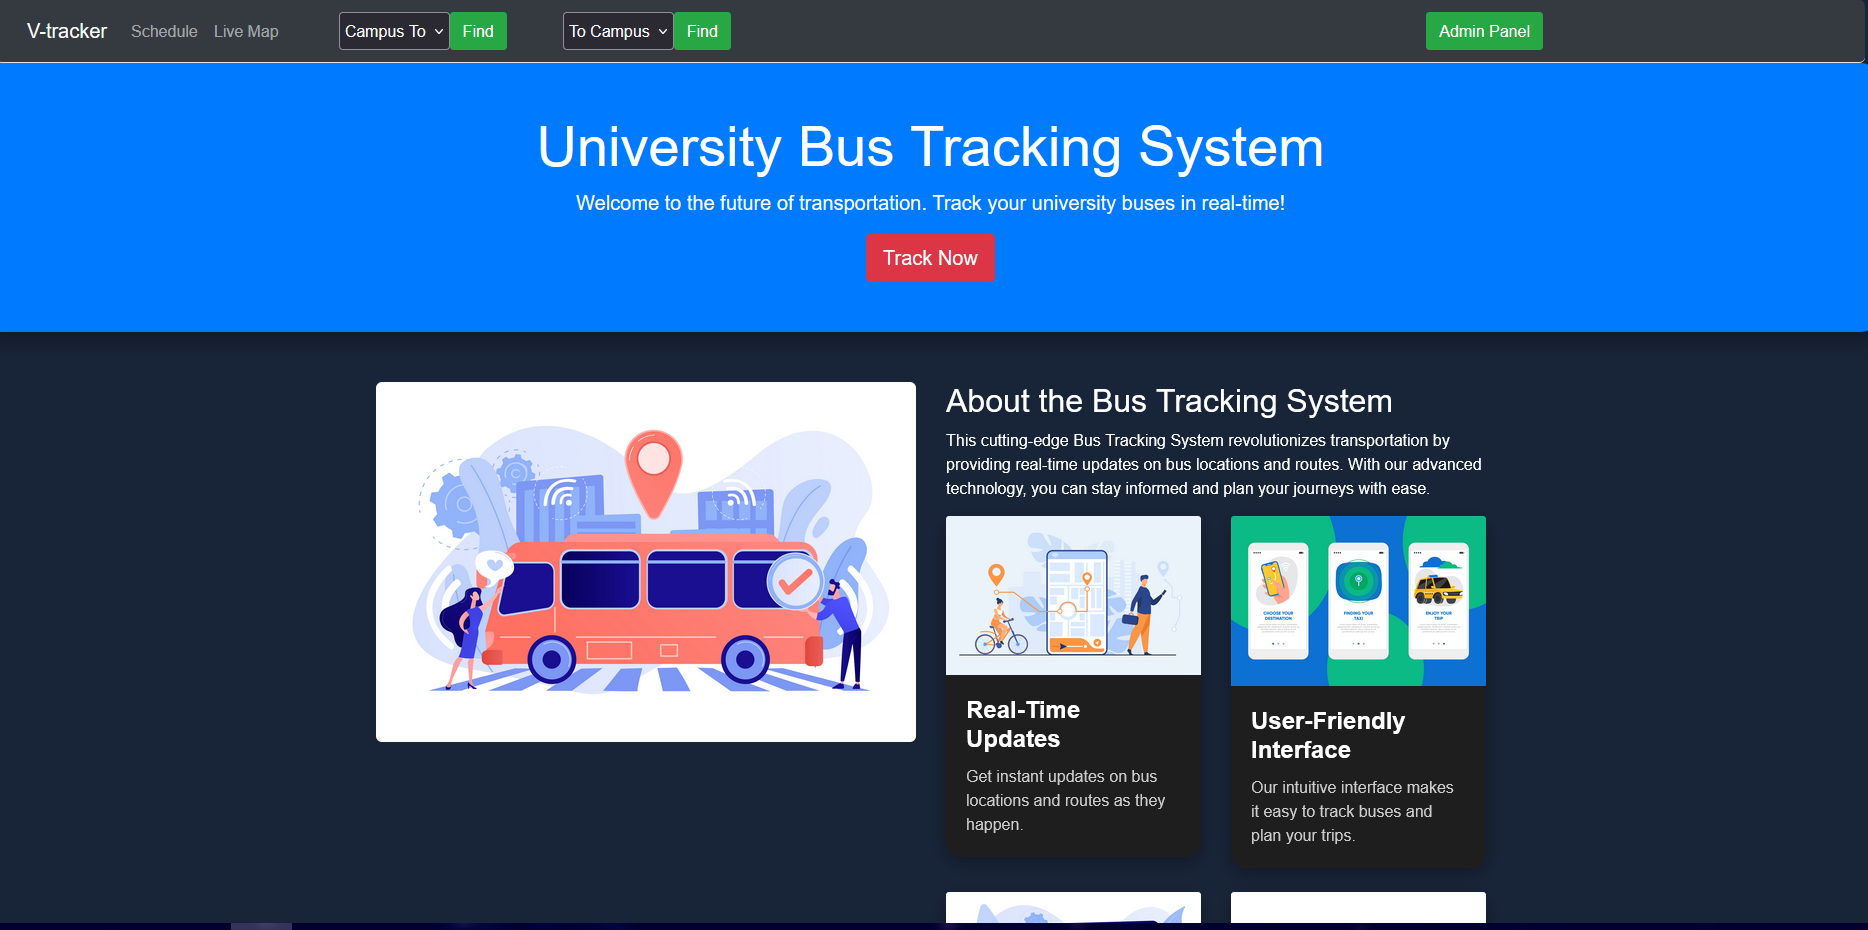 V-tracker Schedule Live Map Campus To Find To Campus Find Admin Panel
University Bus Tracking System
Welcome to the future of transportation. Track your university buses in real-time!
Track Now
About the Bus Tracking System
This cutting-edge Bus Tracking System revolutionizes transportation by
providing real-time updates on bus locations and routes. With our advanced
technology, you can stay informed and plan your journeys with ease.
Real-Time
Updates
Get instant updates on bus
locations and routes as they
happen.
CHOOSE YOUR
DESTINATION
FINDING YOUR
TAXI
ENJOY YOUR
TRIP
User-Friendly
Interface
Our intuitive interface makes
it easy to track buses and
plan your trips.